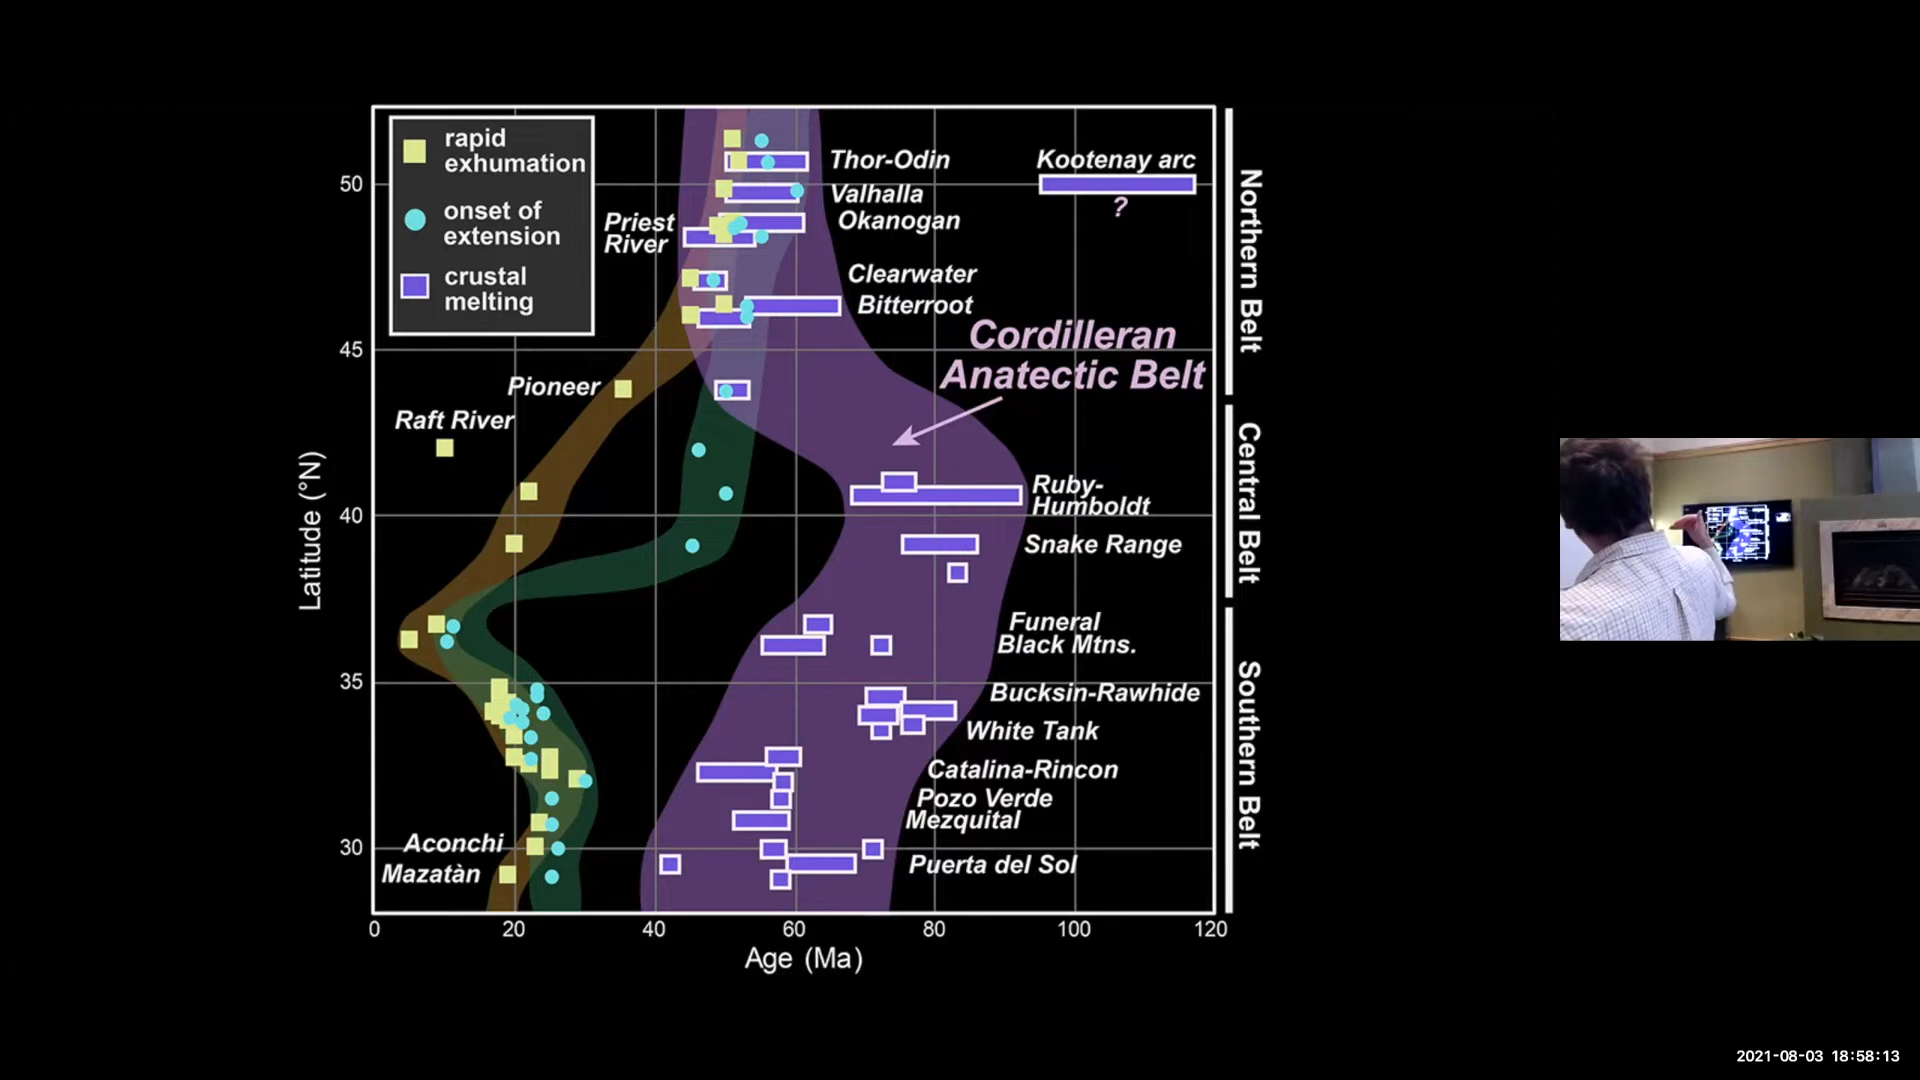 rapid
exhumation
onset of
extension
crustal
melting
Thor-Odin
Kootenay arc
?
Valhalla
Priest
River
Okanogan
Clearwater
Bitterroot
Cordilleran
Anatectic Belt
Pioneer
Raft River
Ruby-
Humboldt
Snake Range
Funeral
Black Mtns.
Bucksin-Rawhide
White Tank
Catalina-Rincon
Pozo Verde
Mezquital
Aconchi
Mazatàn
Puerta del Sol
Northern Belt
Central Belt
Southern Belt
Latitude (°N)
50
45
40
35
30
0 20 40 60 80 100 120
Age (Ma)
2021-08-03 18:58:13